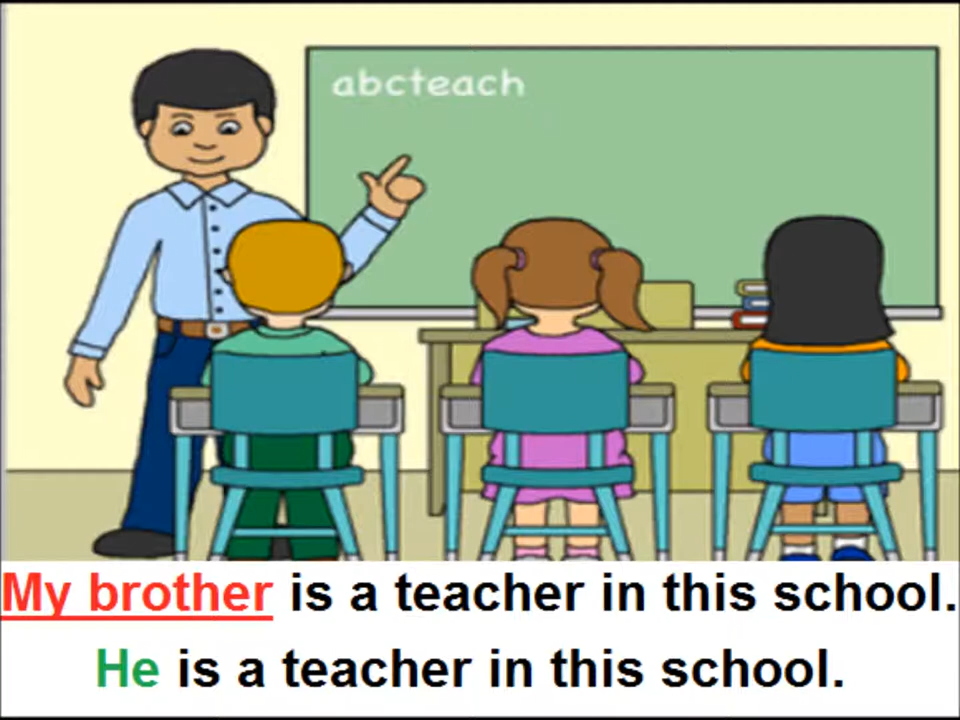 abcteach
My brother is a teacher in this school.
He is a teacher in this school.